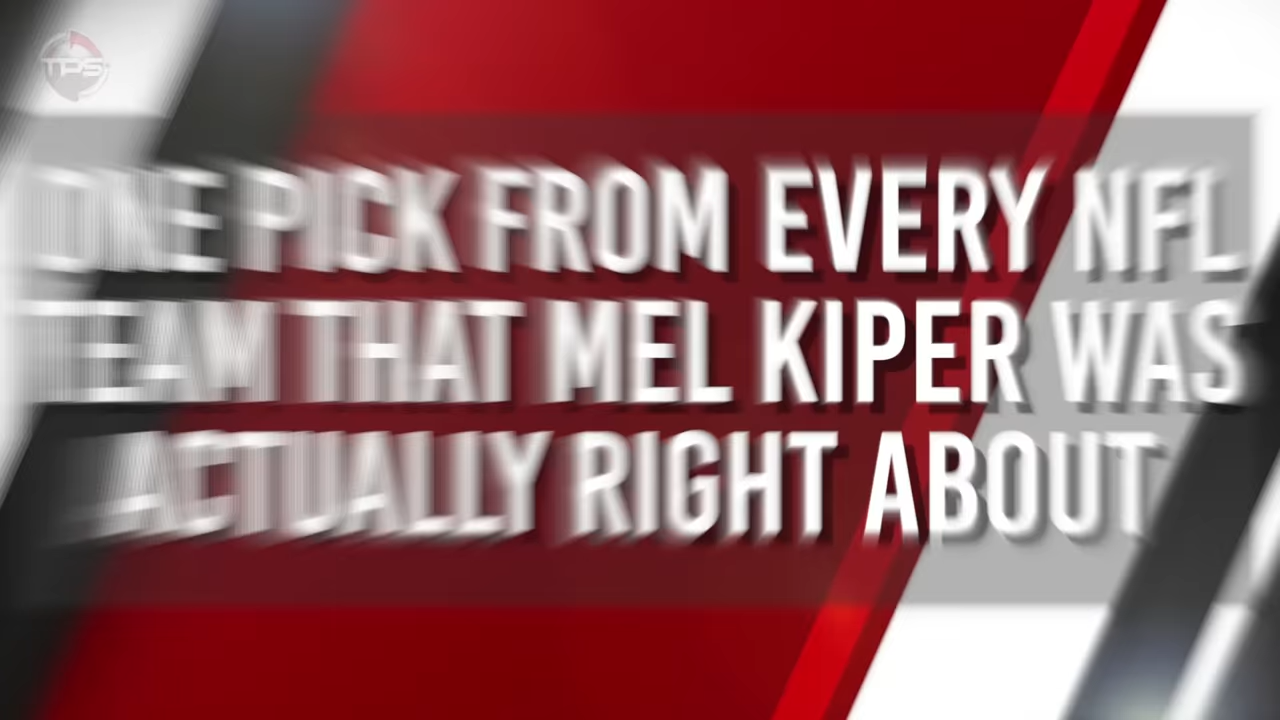 TPS
ONE PICK FROM EVERY NFL
TEAM THAT MEL KIPER WAS
ACTUALLY RIGHT ABOUT